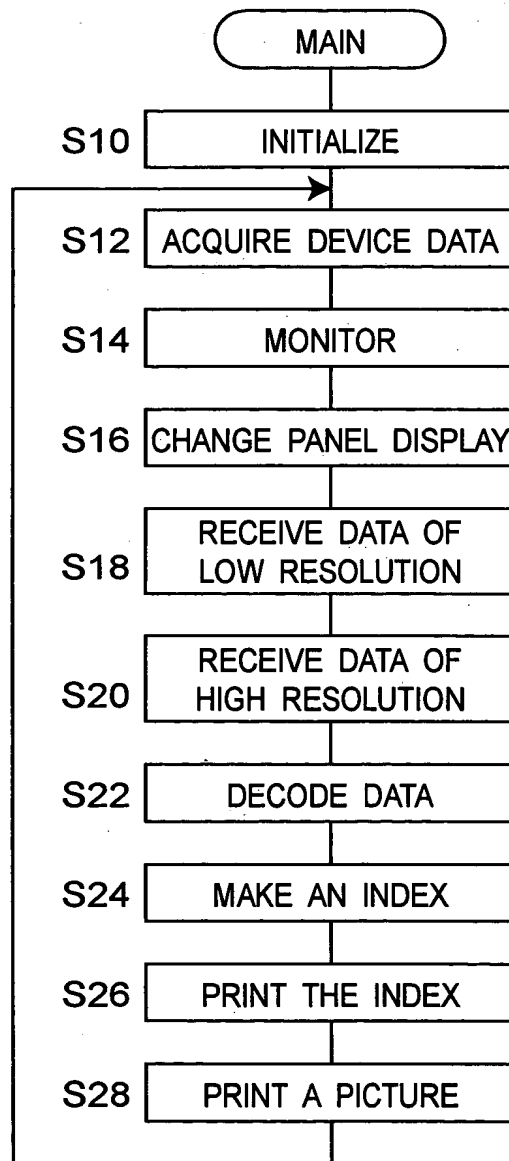 MAIN
S10 INITIALIZE
S12 ACQUIRE DEVICE DATA
S14 MONITOR
S16 CHANGE PANEL DISPLAY
RECEIVE DATA OF
S18 LOW RESOLUTION
RECEIVE DATA OF
S20 HIGH RESOLUTION
S22 DECODE DATA
S24 MAKE AN INDEX
S26 PRINT THE INDEX
S28 PRINT A PICTURE